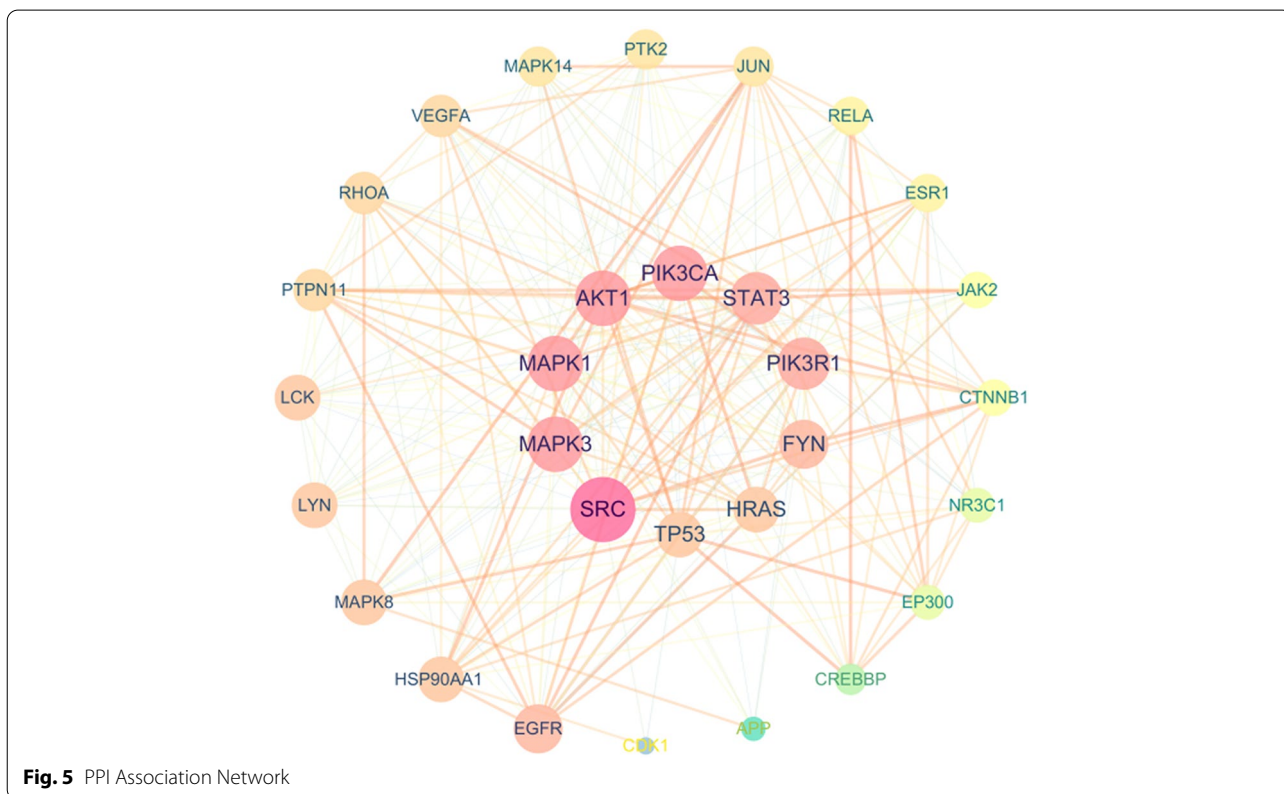 PTK2
MAPK14
JUN
VEGFA
RELA
RHOA
ESR1
PIK3CA
PTPN11
AKT1
STAT3
JAK2
MAPK1
PIK3R1
LCK
CTNNB1
MAPK3
FYN
LYN
SRC
HRAS
NR3C1
TP53
MAPK8
EP300
HSP90AA1
CREBBP
EGFR
APP
CDK1
Fig. 5 PPI Association Network